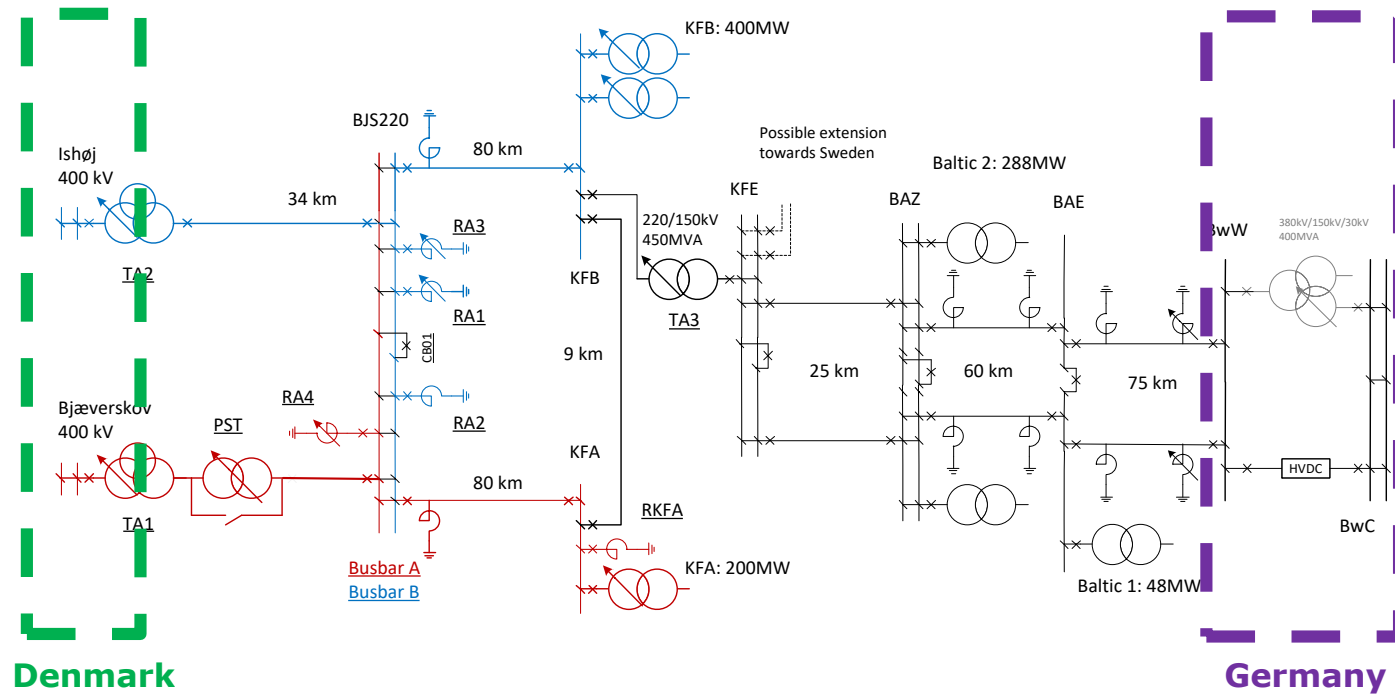 KFB: 400MW
BJS220
80 km
Possible extension
towards Sweden
Baltic 2: 288MW
Ishøj
400 kV
34 km
KFE
BAZ
BAE
RA3
220/150kV
450MVA
380kV/150kV/30kV
400MVA
BwW
TA2
KFB
RA1
TA3
CB01
9 km
25 km
60 km
75 km
Bjæverskov
400 kV
PST
RA4
RA2
KFA
80 km
RKFA
HVDC
TA1
BwC
Busbar A
Busbar B
KFA: 200MW
Baltic 1: 48MW
Denmark
Germany